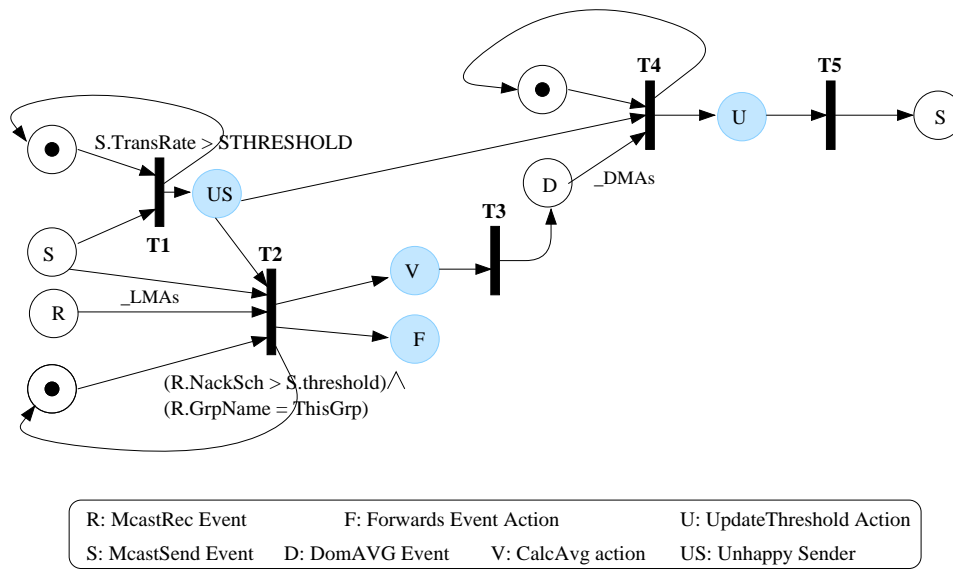 T4
T5
U
S
S.TransRate > STHRESHOLD
D
_DMAs
US
T3
T1
S
T2
V
_LMAs
R
F
(R.NackSch > S.threshold)∧
(R.GrpName = ThisGrp)
R: McastRec Event F: Forwards Event Action U: UpdateThreshold Action
S: McastSend Event D: DomAVG Event V: CalcAvg action US: Unhappy Sender